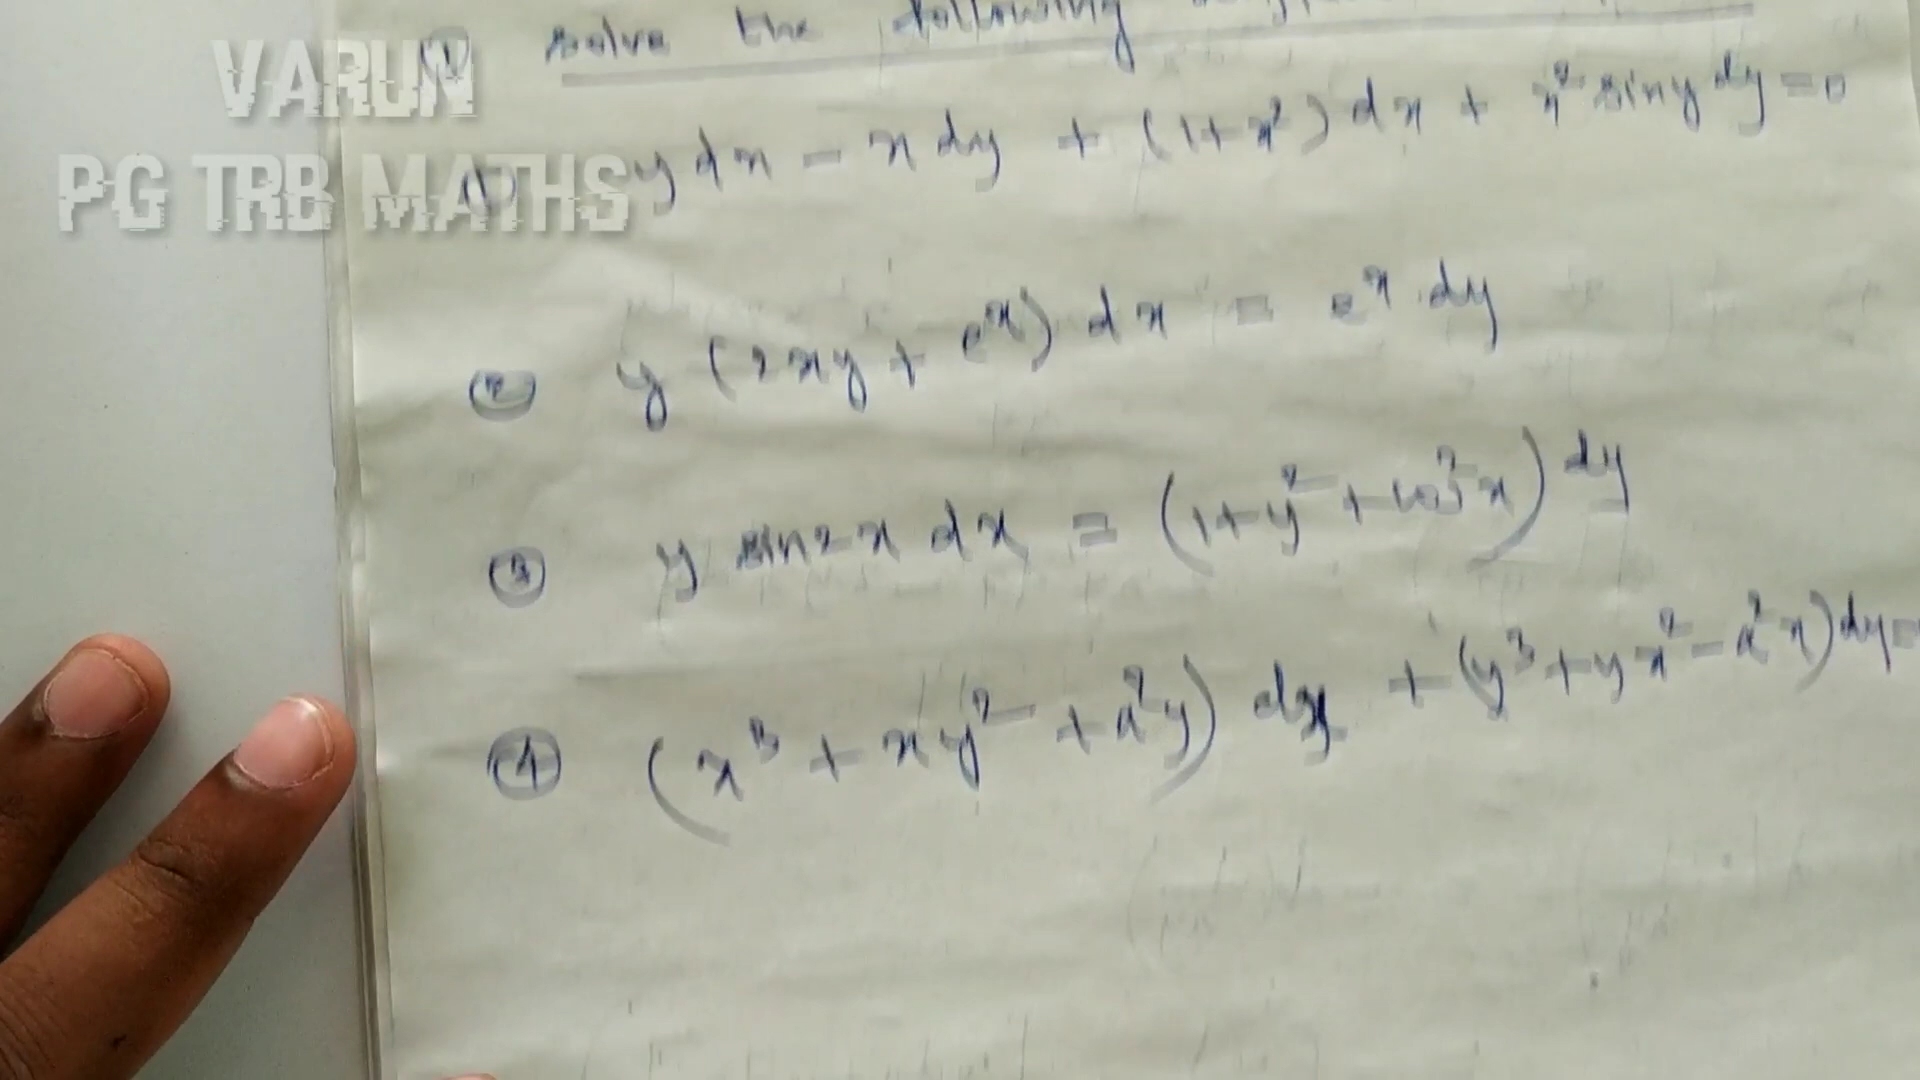 VARUN
PG TRB MATHS
① solve the following
① y dx - x dy + (1+x²) dx + x² siny dy = 0
② y (2xy + eˣ) dx = eˣ dy
③ y sin2x dx = (1+y² + cos²x) dy
④ (x³ + xy² + a²y) dx + (y³ + yx² - a²x) dy =